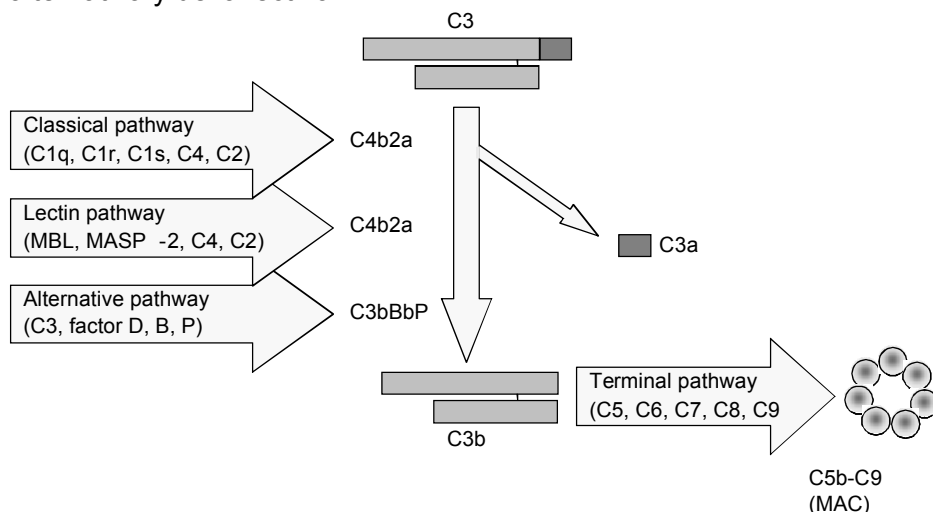 C3
Classical pathway
(C1q, C1r, C1s, C4, C2)
C4b2a
Lectin pathway
(MBL, MASP -2, C4, C2)
C4b2a
C3a
Alternative pathway
(C3, factor D, B, P)
C3bBbP
Terminal pathway
(C5, C6, C7, C8, C9
C3b
C5b-C9
(MAC)